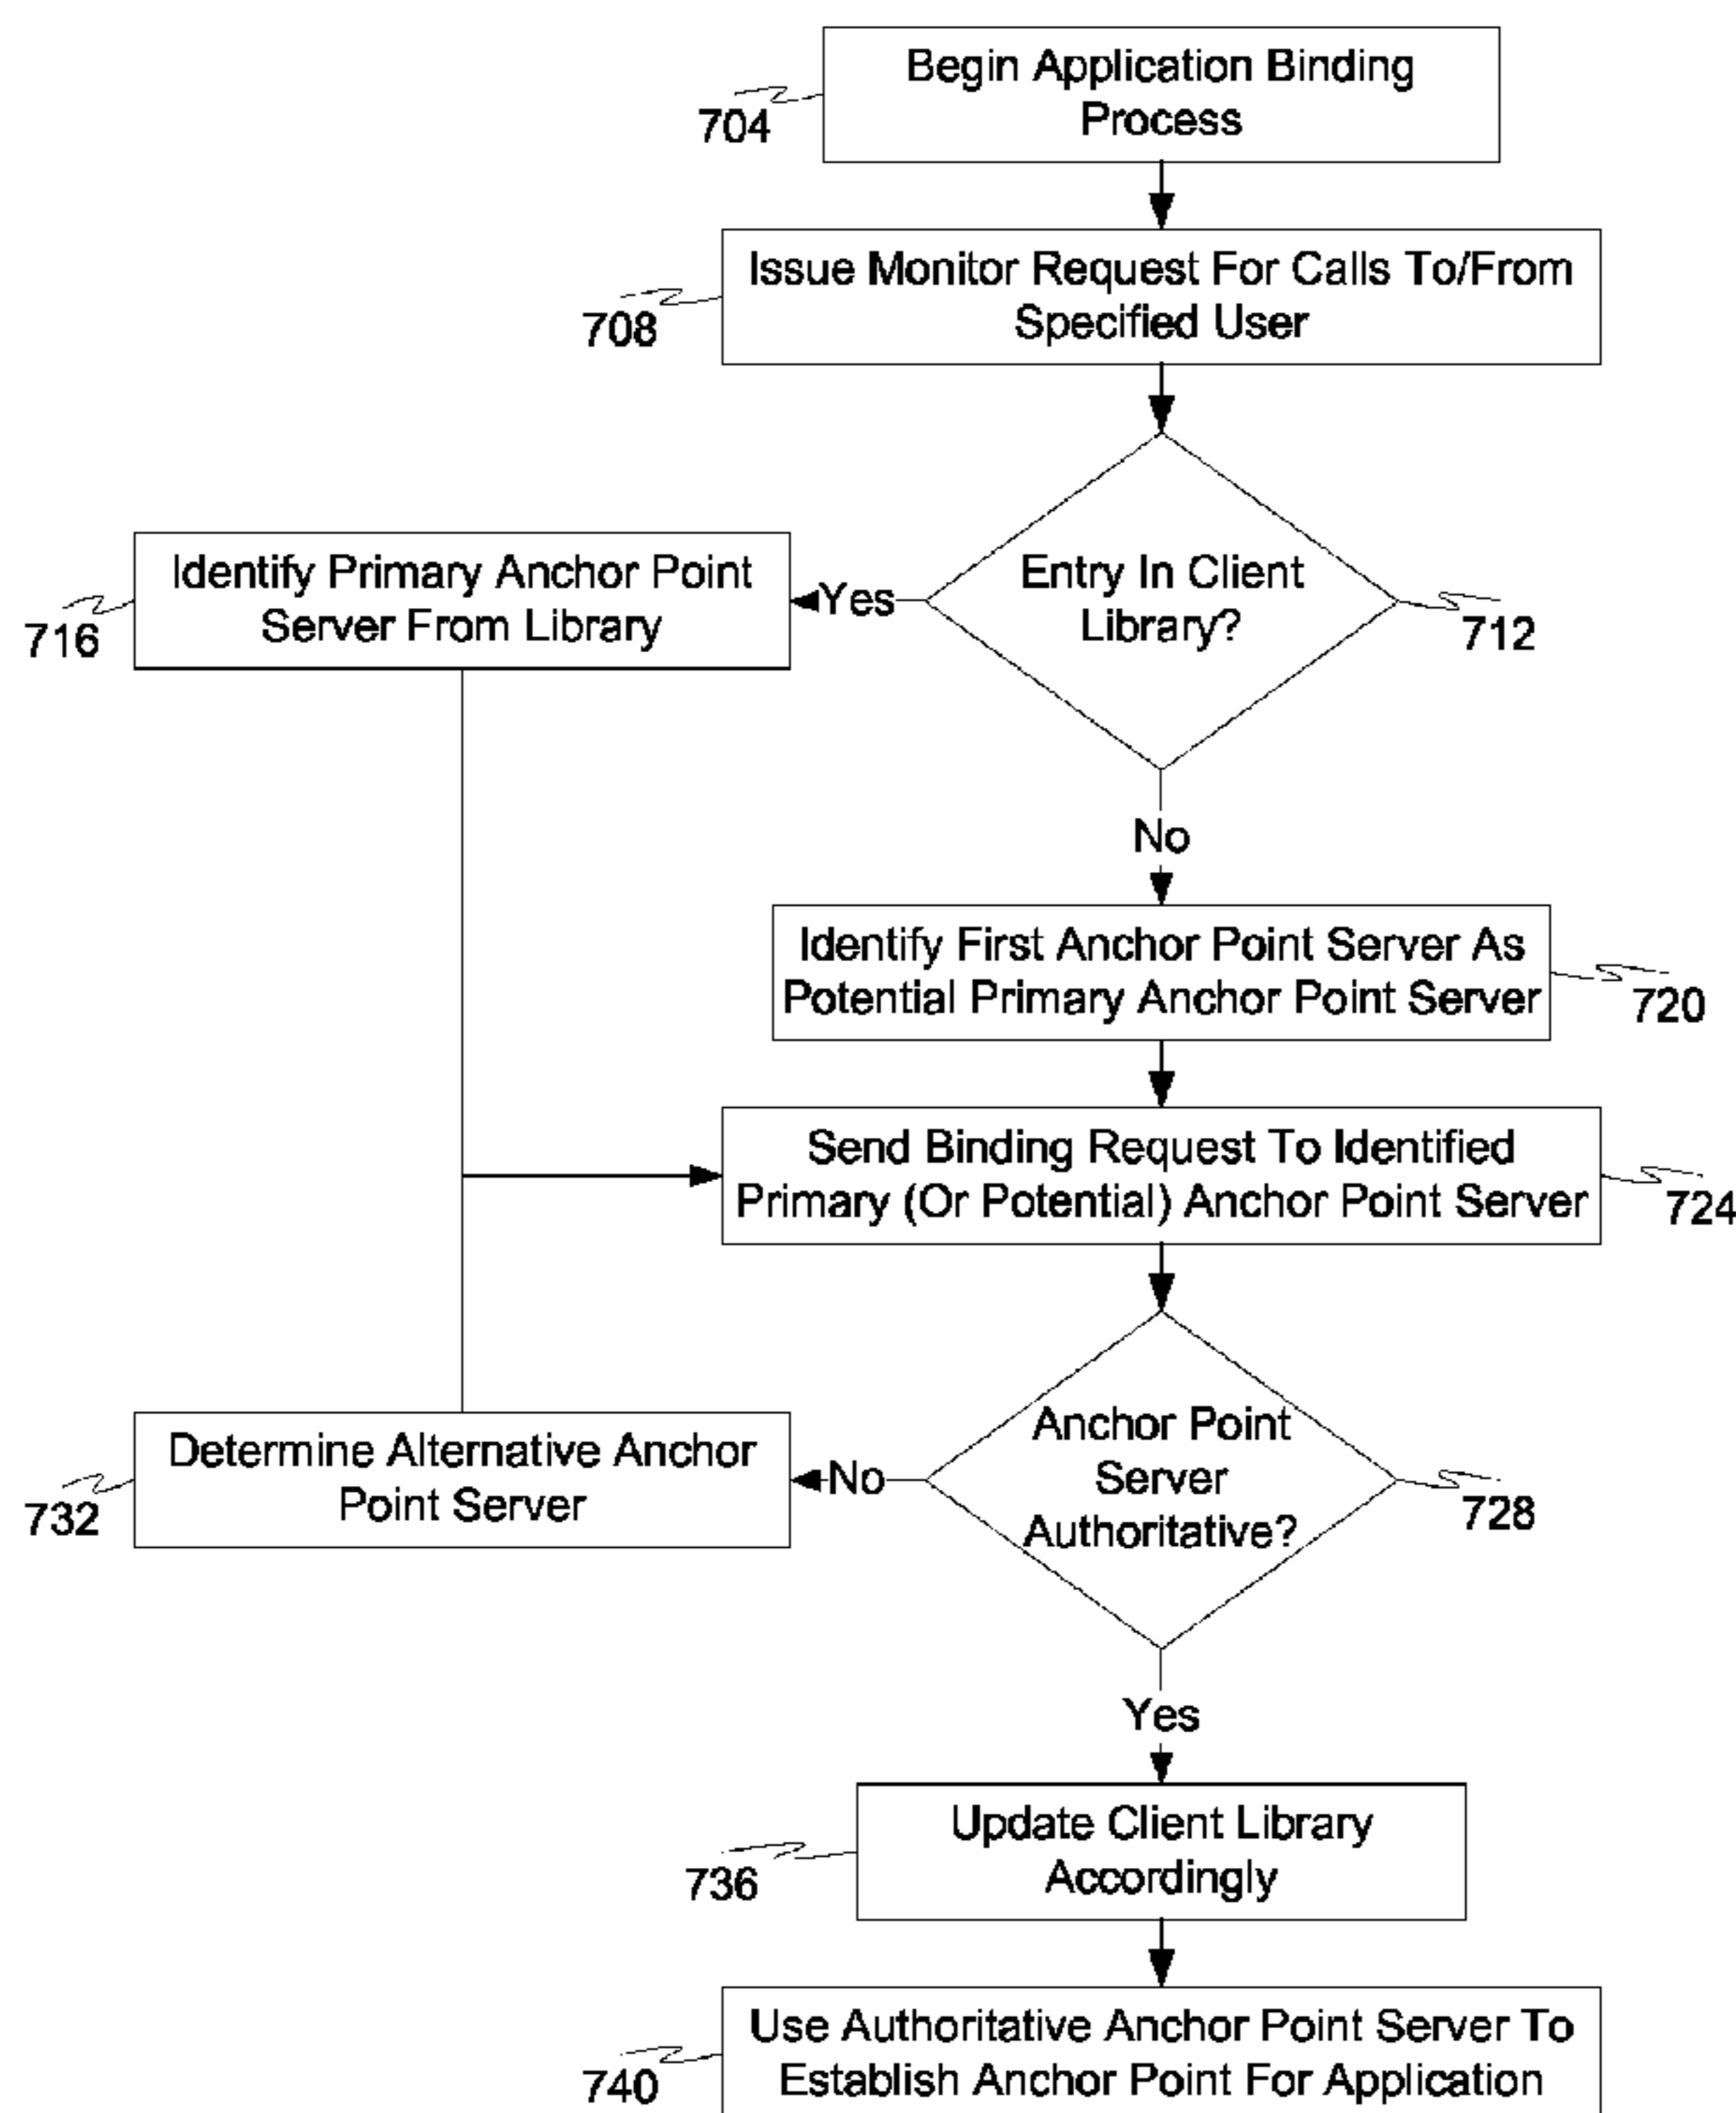 Begin Application Binding
Process
704
Issue Monitor Request For Calls To/From
Specified User
708
Entry In Client
Library?
712
Yes
Identify Primary Anchor Point
Server From Library
716
No
Identify First Anchor Point Server As
Potential Primary Anchor Point Server
720
Send Binding Request To Identified
Primary (Or Potential) Anchor Point Server
724
Anchor Point
Server
Authoritative?
728
No
Determine Alternative Anchor
Point Server
732
Yes
Update Client Library
Accordingly
736
Use Authoritative Anchor Point Server To
Establish Anchor Point For Application
740